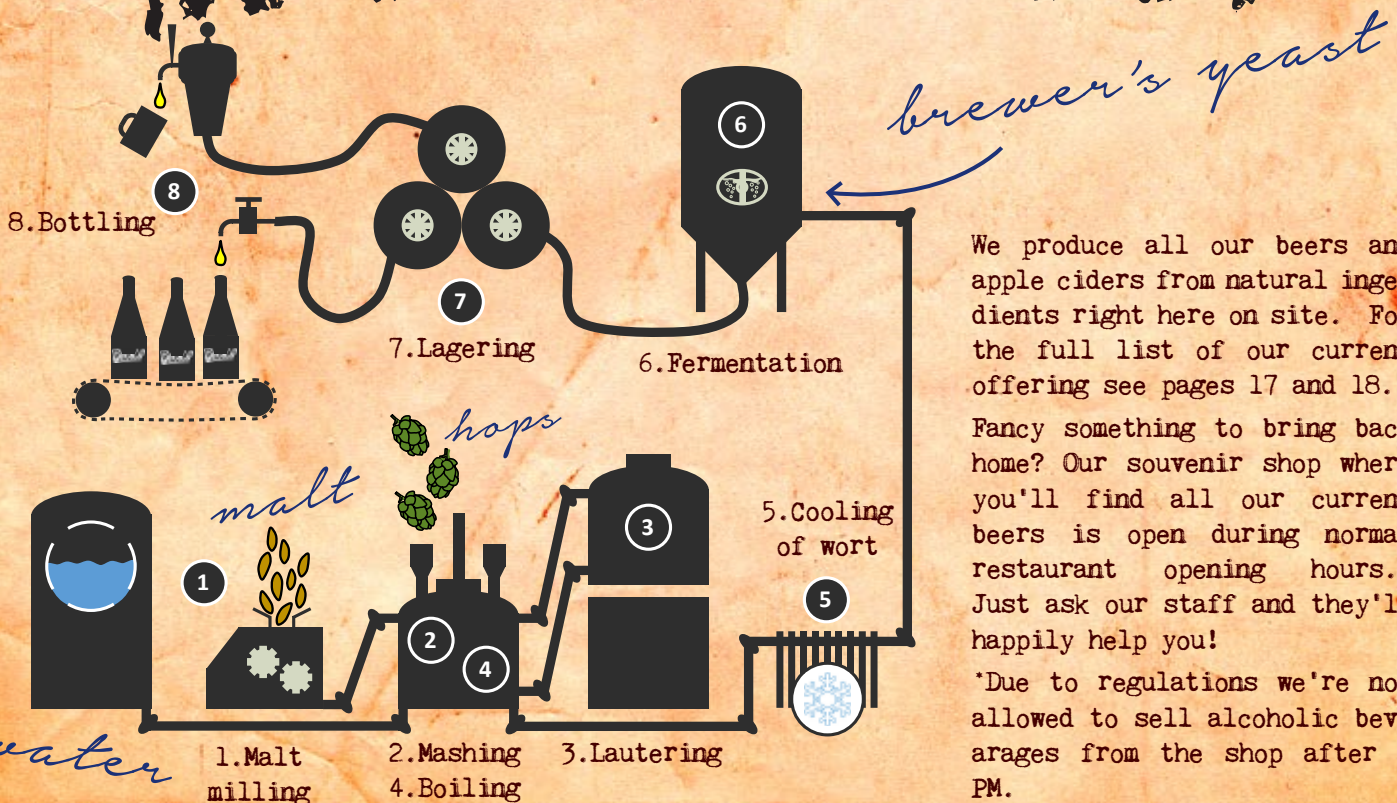 brewer's yeast
6
8
8.Bottling
7
7.Lagering
6.Fermentation
hops
malt
1
2
3
4
5.Cooling
of wort
5
water
1.Malt
milling
2.Mashing
4.Boiling
3.Lautering
We produce all our beers an
apple ciders from natural inge
dients right here on site. Fo
the full list of our curren
offering see pages 17 and 18.
Fancy something to bring bac
home? Our souvenir shop wher
you'll find all our curren
beers is open during norma
restaurant opening hours.
Just ask our staff and they'l
happily help you!
*Due to regulations we're no
allowed to sell alcoholic bev
arages from the shop after
PM.